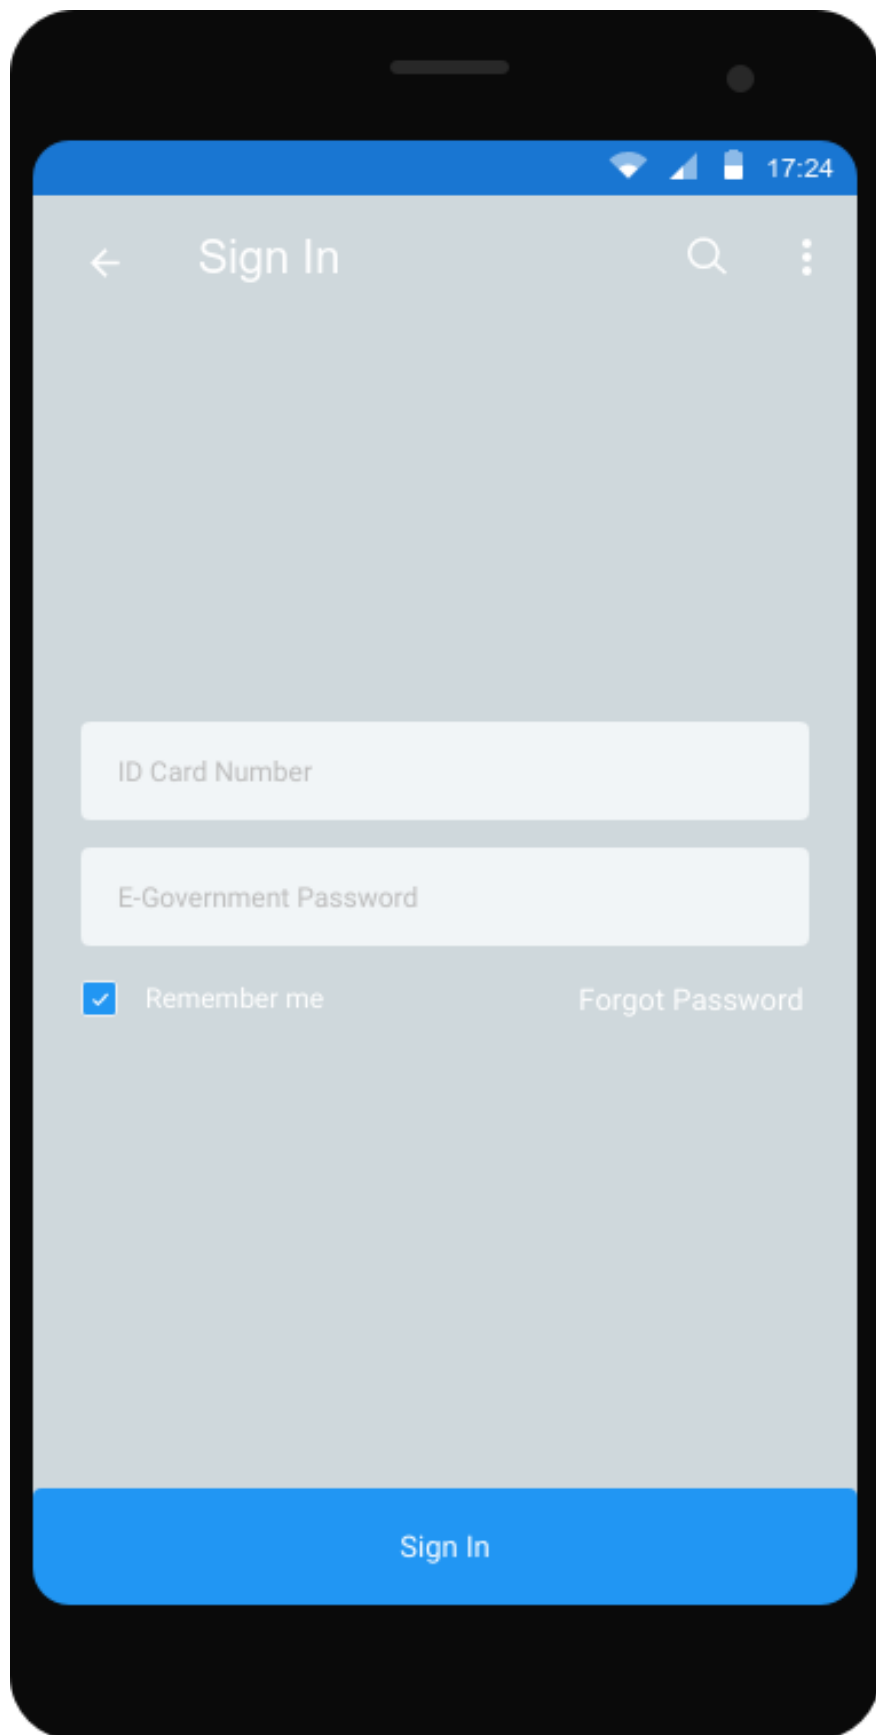 17:24
Sign In
ID Card Number
E-Government Password
Remember me
Forgot Password
Sign In